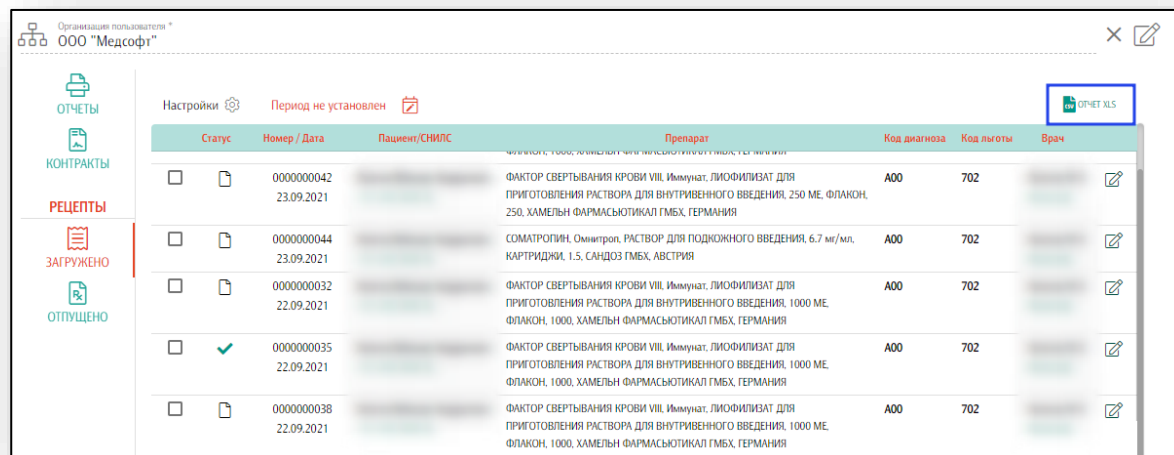 Организация пользователя *
ООО "Медсофт"
ОТЧЕТЫ
КОНТРАКТЫ
РЕЦЕПТЫ
ЗАГРУЖЕНО
ОТПУЩЕНО
Настройки
Период не установлен
CSV ОТЧЕТ XLS
Статус Номер / Дата Пациент/СНИЛС Препарат Код диагноза Код льготы Врач
ФЛАКОН, 1000, ХАМЕЛЬН ФАРМАСЬЮТИКАЛ ГМБХ, ГЕРМАНИЯ
0000000042 ФАКТОР СВЕРТЫВАНИЯ КРОВИ VIII, Иммунат, ЛИОФИЛИЗАТ ДЛЯ A00 702
23.09.2021 ПРИГОТОВЛЕНИЯ РАСТВОРА ДЛЯ ВНУТРИВЕННОГО ВВЕДЕНИЯ, 250 МЕ, ФЛАКОН,
250, ХАМЕЛЬН ФАРМАСЬЮТИКАЛ ГМБХ, ГЕРМАНИЯ
0000000044 СОМАТРОПИН, Омнитроп, РАСТВОР ДЛЯ ПОДКОЖНОГО ВВЕДЕНИЯ, 6.7 мг/мл, A00 702
23.09.2021 КАРТРИДЖИ, 1.5, САНДОЗ ГМБХ, АВСТРИЯ
0000000032 ФАКТОР СВЕРТЫВАНИЯ КРОВИ VIII, Иммунат, ЛИОФИЛИЗАТ ДЛЯ A00 702
22.09.2021 ПРИГОТОВЛЕНИЯ РАСТВОРА ДЛЯ ВНУТРИВЕННОГО ВВЕДЕНИЯ, 1000 МЕ,
ФЛАКОН, 1000, ХАМЕЛЬН ФАРМАСЬЮТИКАЛ ГМБХ, ГЕРМАНИЯ
0000000035 ФАКТОР СВЕРТЫВАНИЯ КРОВИ VIII, Иммунат, ЛИОФИЛИЗАТ ДЛЯ A00 702
22.09.2021 ПРИГОТОВЛЕНИЯ РАСТВОРА ДЛЯ ВНУТРИВЕННОГО ВВЕДЕНИЯ, 1000 МЕ,
ФЛАКОН, 1000, ХАМЕЛЬН ФАРМАСЬЮТИКАЛ ГМБХ, ГЕРМАНИЯ
0000000038 ФАКТОР СВЕРТЫВАНИЯ КРОВИ VIII, Иммунат, ЛИОФИЛИЗАТ ДЛЯ A00 702
22.09.2021 ПРИГОТОВЛЕНИЯ РАСТВОРА ДЛЯ ВНУТРИВЕННОГО ВВЕДЕНИЯ, 1000 МЕ,
ФЛАКОН, 1000, ХАМЕЛЬН ФАРМАСЬЮТИКАЛ ГМБХ, ГЕРМАНИЯ